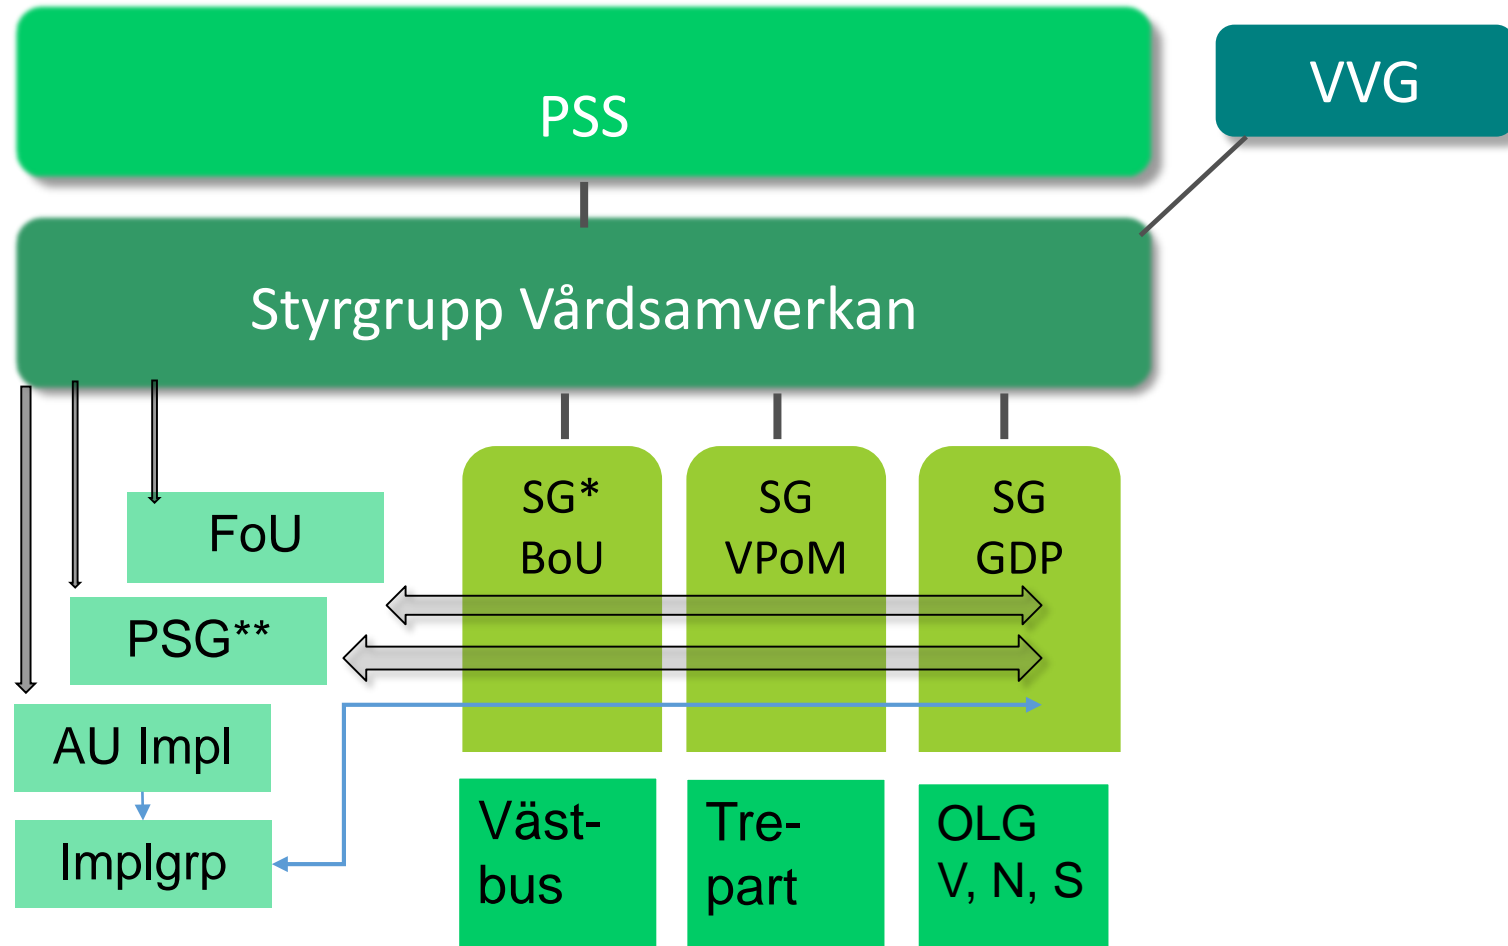 PSS
VVG
Styrgrupp Vårdsamverkan
FoU
PSG**
AU Impl
Implgrp
SG*
BoU
SG
VPoM
SG
GDP
Väst-
bus
Tre-
part
OLG
V, N, S